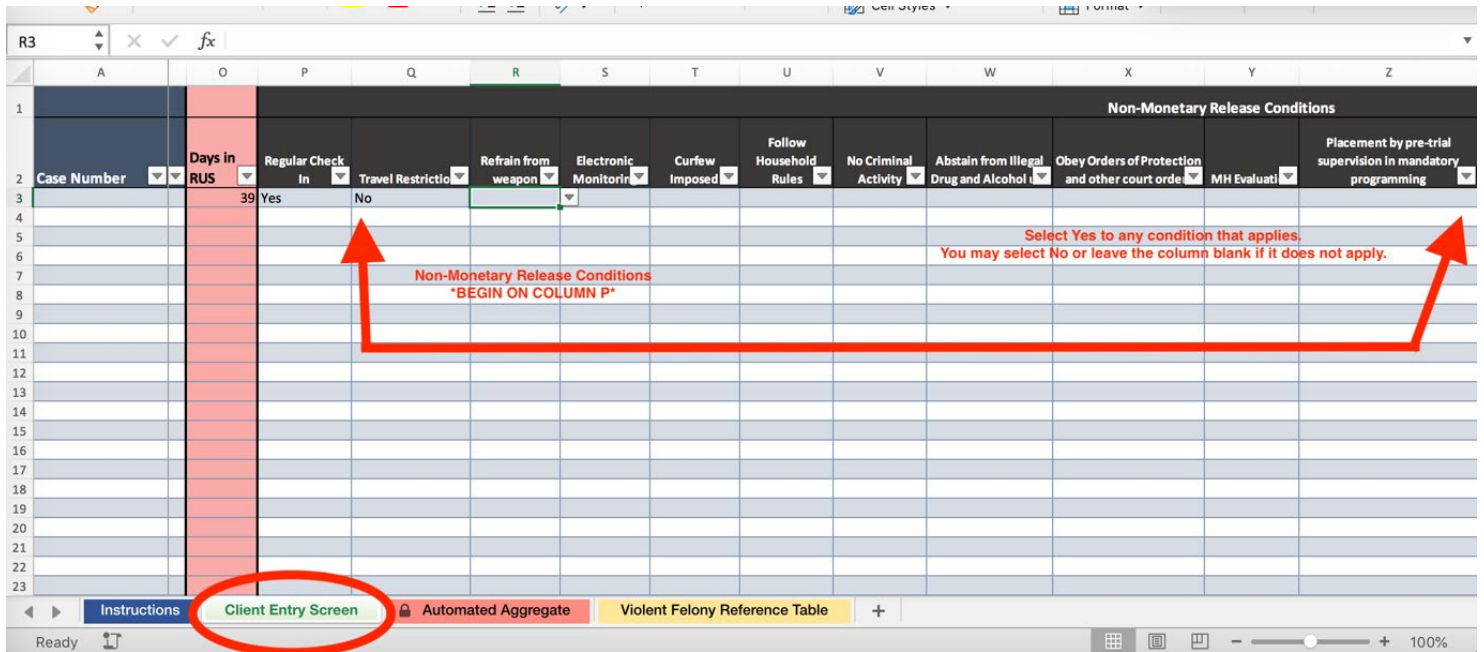 Cell Styles
Format
R3
fx
A O P Q R S T U V W X Y Z
1 Non-Monetary Release Conditions
2 Case Number
Days in
RUS
Regular Check
In
Travel Restrictio
Refrain from
weapon
Electronic
Monitorin
Curfew
Imposed
Follow
Household
Rules
No Criminal
Activity
Abstain from Illegal
Drug and Alcohol
Obey Orders of Protection
and other court orde
MH Evaluati
Placement by pre-trial
supervision in mandatory
programming
3 39 Yes No
4
5
6
7
8
9
10
11
12
13
14
15
16
17
18
19
20
21
22
23
Select Yes to any condition that applies.
You may select No or leave the column blank if it does not apply.
Non-Monetary Release Conditions
*BEGIN ON COLUMN P*
Instructions Client Entry Screen Automated Aggregate Violent Felony Reference Table +
Ready 100%